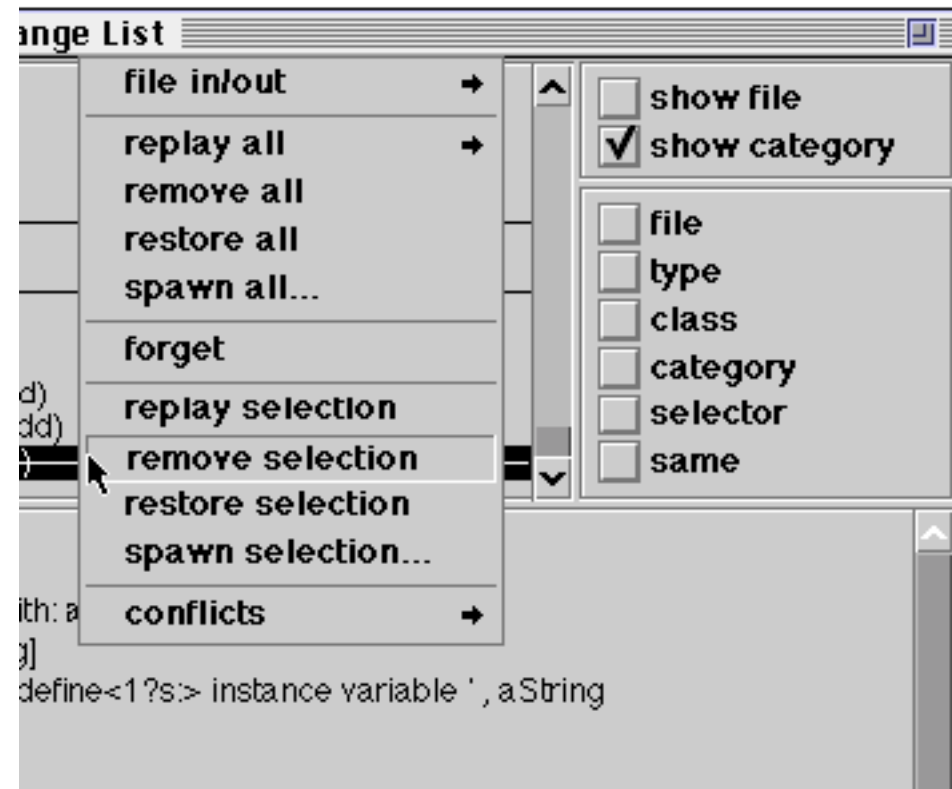 ange List
file in/out
replay all
remove all
restore all
spawn all...
forget
replay selection
remove selection
restore selection
spawn selection...
conflicts
show file
show category
file
type
class
category
selector
same
d)
dd)
)
ith: a
g]
define<1?s:> instance variable ', aString